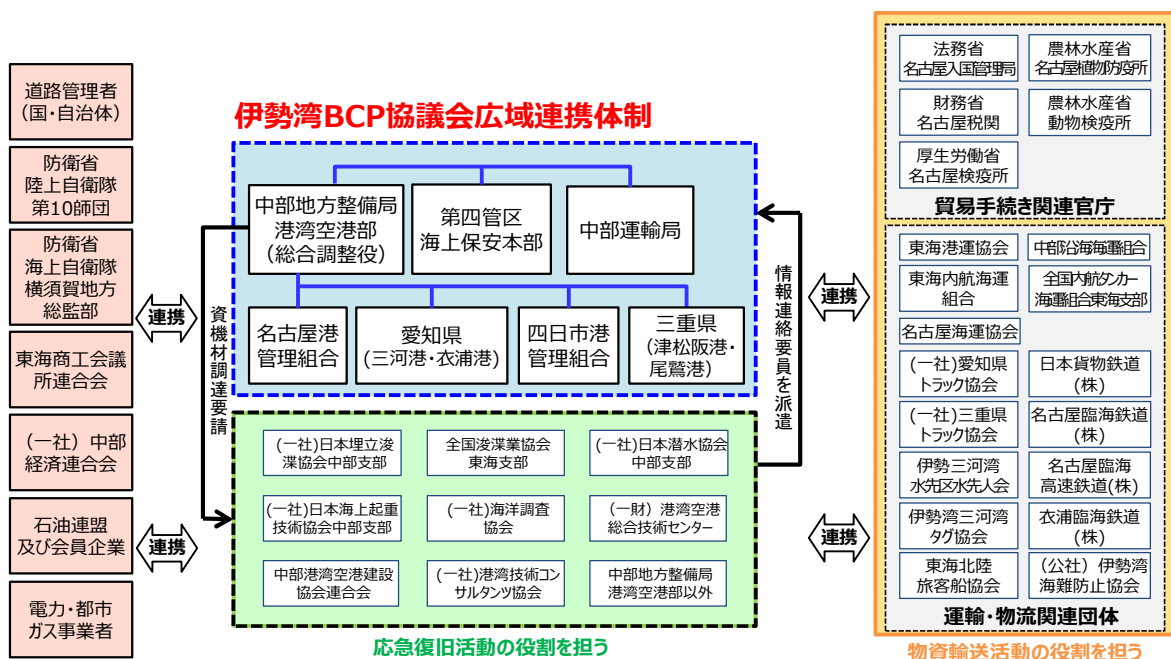 伊勢湾BCP協議会広域連携体制
道路管理者
(国・自治体)
防衛省
陸上自衛隊
第10師団
防衛省
海上自衛隊
横須賀地方
総監部
東海商工会議
所連合会
(一社)中部
経済連合会
石油連盟
及び会員企業
電力・都市
ガス事業者
連携
連携
資機材調達要請
中部地方整備局
港湾空港部
(総合調整役)
第四管区
海上保安本部
中部運輸局
名古屋港
管理組合
愛知県
(三河港・衣浦港)
四日市港
管理組合
三重県
(津松阪港・
尾鷲港)
(一社)日本埋立浚
渫協会中部支部
全国浚渫業協会
東海支部
(一社)日本潜水協会
中部支部
(一社)日本海上起重
技術協会中部支部
(一社)海洋調査
協会
(一財)港湾空港
総合技術センター
中部港湾空港建設
協会連合会
(一社)港湾技術コン
サルタンツ協会
中部地方整備局
港湾空港部以外
応急復旧活動の役割を担う
情報連絡要員を派遣
連携
連携
法務省
名古屋入国管理局
農林水産省
名古屋植物防疫所
財務省
名古屋税関
農林水産省
動物検疫所
厚生労働省
名古屋検疫所
貿易手続き関連官庁
東海港運協会
中部沿海海運組合
東海内航海運
組合
全国内航タンカー
海運組合東海支部
名古屋海運協会
(一社)愛知県
トラック協会
日本貨物鉄道
(株)
(一社)三重県
トラック協会
名古屋臨海鉄道
(株)
伊勢三河湾
水先区水先人会
名古屋臨海
高速鉄道(株)
伊勢湾三河湾
タグ協会
衣浦臨海鉄道
(株)
東海北陸
旅客船協会
(公社)伊勢湾
海難防止協会
運輸・物流関連団体
物資輸送活動の役割を担う